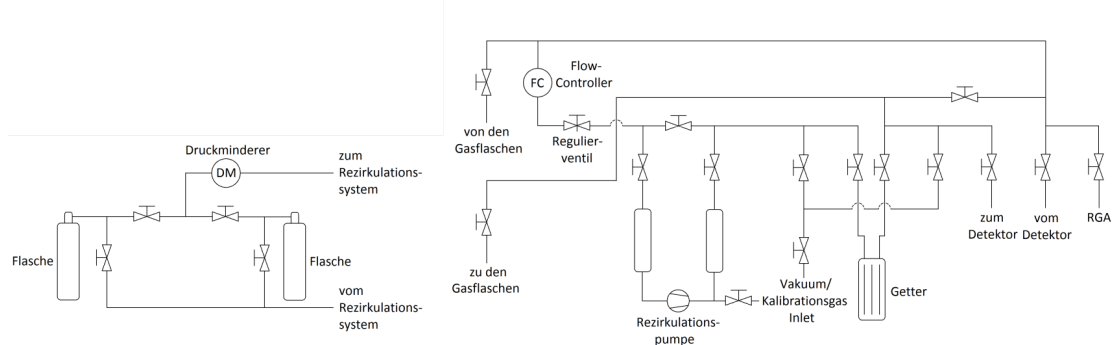 Druckminderer
DM
zum
Rezirkulations-
system
Flasche
Flasche
vom
Rezirkulations-
system
Flow-
Controller
FC
von den
Gasflaschen
Regulier-
ventil
zu den
Gasflaschen
Rezirkulations-
pumpe
Vakuum/
Kalibrationsgas
Inlet
Getter
zum
Detektor
vom
Detektor
RGA